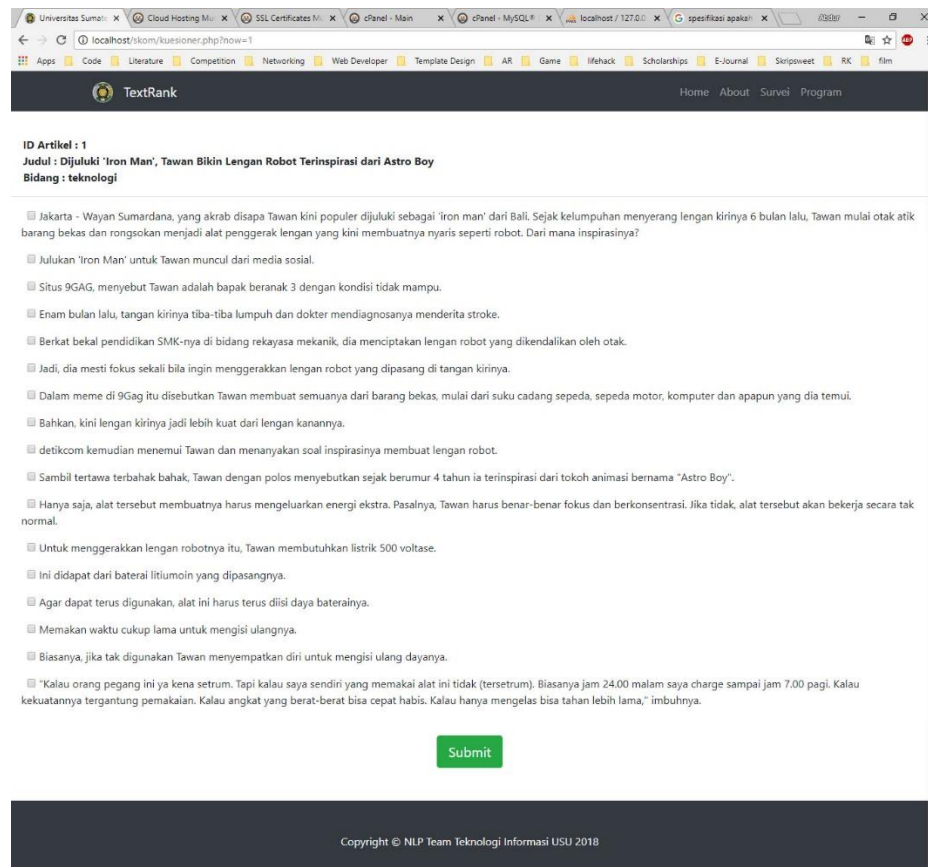 Universitas Sumat
Cloud Hosting Mu
SSL Certificates M
cPanel - Main
cPanel - MySQL®
localhost / 127.0.0
spesifikasi apakah
localhost/skom/kuesioner.php?now=1
Apps Code Literature Competition Networking Web Developer Template Design AR Game lifehack Scholarships E-Journal Skripsweet RK film
TextRank
Home About Survei Program
ID Artikel : 1
Judul : Dijuluki 'Iron Man', Tawan Bikin Lengan Robot Terinspirasi dari Astro Boy
Bidang : teknologi
Jakarta - Wayan Sumardana, yang akrab disapa Tawan kini populer dijuluki sebagai 'iron man' dari Bali. Sejak kelumpuhan menyerang lengan kirinya 6 bulan lalu, Tawan mulai otak atik
barang bekas dan rongsokan menjadi alat penggerak lengan yang kini membuatnya nyaris seperti robot. Dari mana inspirasinya?
Julukan 'Iron Man' untuk Tawan muncul dari media sosial.
Situs 9GAG, menyebut Tawan adalah bapak beranak 3 dengan kondisi tidak mampu.
Enam bulan lalu, tangan kirinya tiba-tiba lumpuh dan dokter mendiagnosanya menderita stroke.
Berkat bekal pendidikan SMK-nya di bidang rekayasa mekanik, dia menciptakan lengan robot yang dikendalikan oleh otak.
Jadi, dia mesti fokus sekali bila ingin menggerakkan lengan robot yang dipasang di tangan kirinya.
Dalam meme di 9Gag itu disebutkan Tawan membuat semuanya dari barang bekas, mulai dari suku cadang sepeda, sepeda motor, komputer dan apapun yang dia temui.
Bahkan, kini lengan kirinya jadi lebih kuat dari lengan kanannya.
detikcom kemudian menemui Tawan dan menanyakan soal inspirasinya membuat lengan robot.
Sambil tertawa terbahak bahak, Tawan dengan polos menyebutkan sejak berumur 4 tahun ia terinspirasi dari tokoh animasi bernama "Astro Boy".
Hanya saja, alat tersebut membuatnya harus mengeluarkan energi ekstra. Pasalnya, Tawan harus benar-benar fokus dan berkonsentrasi. Jika tidak, alat tersebut akan bekerja secara tak
normal.
Untuk menggerakkan lengan robotnya itu, Tawan membutuhkan listrik 500 voltase.
Ini didapat dari baterai litiumoin yang dipasangnya.
Agar dapat terus digunakan, alat ini harus terus diisi daya baterainya.
Memakan waktu cukup lama untuk mengisi ulangnya.
Biasanya, jika tak digunakan Tawan menyempatkan diri untuk mengisi ulang dayanya.
"Kalau orang pegang ini ya kena setrum. Tapi kalau saya sendiri yang memakai alat ini tidak (tersetrum). Biasanya jam 24.00 malam saya charge sampai jam 7.00 pagi. Kalau
kekuatannya tergantung pemakaian. Kalau angkat yang berat-berat bisa cepat habis. Kalau hanya mengelas bisa tahan lebih lama," imbuhnya.
Submit
Copyright © NLP Team Teknologi Informasi USU 2018